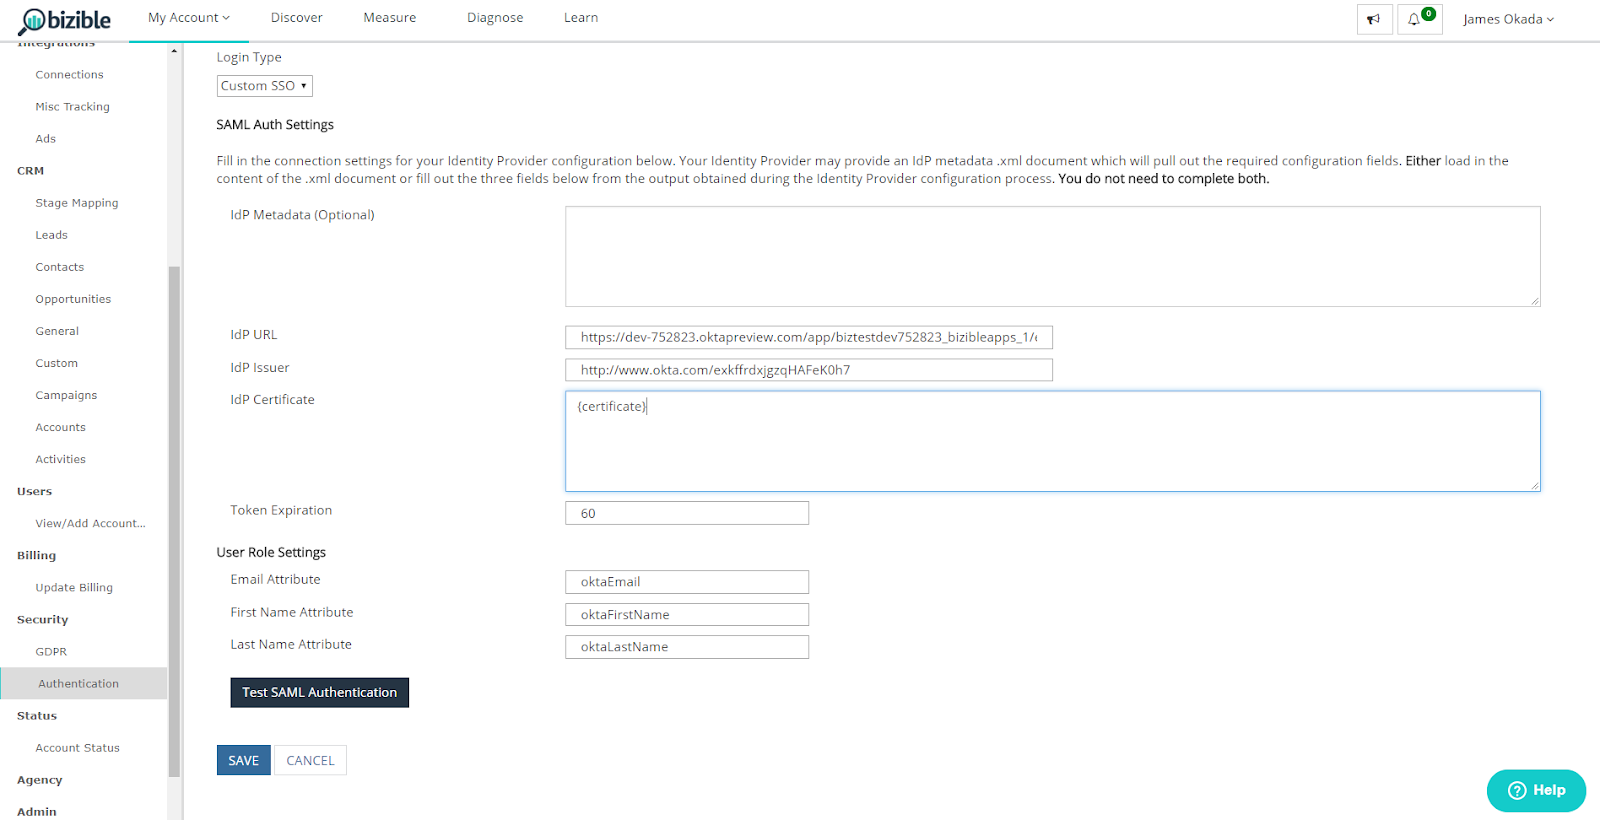 bizible
My Account
Discover
Measure
Diagnose
Learn
0
James Okada
Integrations
Connections
Misc Tracking
Ads
CRM
Stage Mapping
Leads
Contacts
Opportunities
General
Custom
Campaigns
Accounts
Activities
Users
View/Add Account...
Billing
Update Billing
Security
GDPR
Authentication
Status
Account Status
Agency
Admin
Login Type
Custom SSO
SAML Auth Settings
Fill in the connection settings for your Identity Provider configuration below. Your Identity Provider may provide an IdP metadata .xml document which will pull out the required configuration fields. Either load in the
content of the .xml document or fill out the three fields below from the output obtained during the Identity Provider configuration process. You do not need to complete both.
IdP Metadata (Optional)
IdP URL
https://dev-752823.oktapreview.com/app/biztestdev752823_bizibleapps_1/e
IdP Issuer
http://www.okta.com/exkffrdxjgzqHAFeK0h7
IdP Certificate
{certificate}
Token Expiration
60
User Role Settings
Email Attribute
oktaEmail
First Name Attribute
oktaFirstName
Last Name Attribute
oktaLastName
Test SAML Authentication
SAVE
CANCEL
? Help